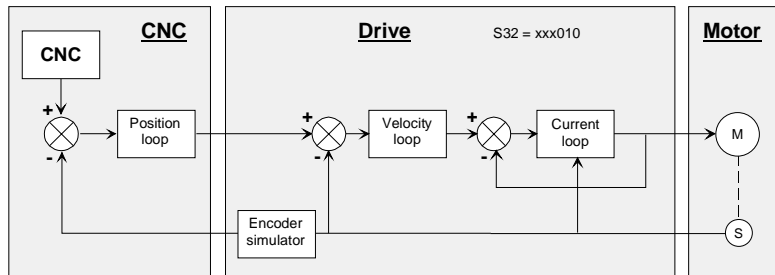 CNC
Drive
S32 = xxx010
Motor
CNC
+
-
Position
loop
+
-
Velocity
loop
+
-
Current
loop
M
Encoder
simulator
S